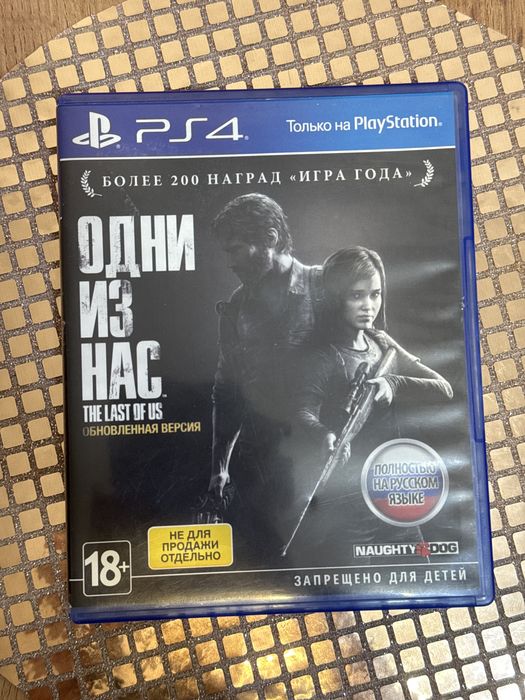 PS4
Только на PlayStation®
БОЛЕЕ 200 НАГРАД «ИГРА ГОДА»
ОДНИ
ИЗ
НАС™
THE LAST OF US
ОБНОВЛЕННАЯ ВЕРСИЯ
ПОЛНОСТЬЮ
НА РУССКОМ
ЯЗЫКЕ
НЕ ДЛЯ
ПРОДАЖИ
ОТДЕЛЬНО
18+
NAUGHTY DOG
ЗАПРЕЩЕНО ДЛЯ ДЕТЕЙ